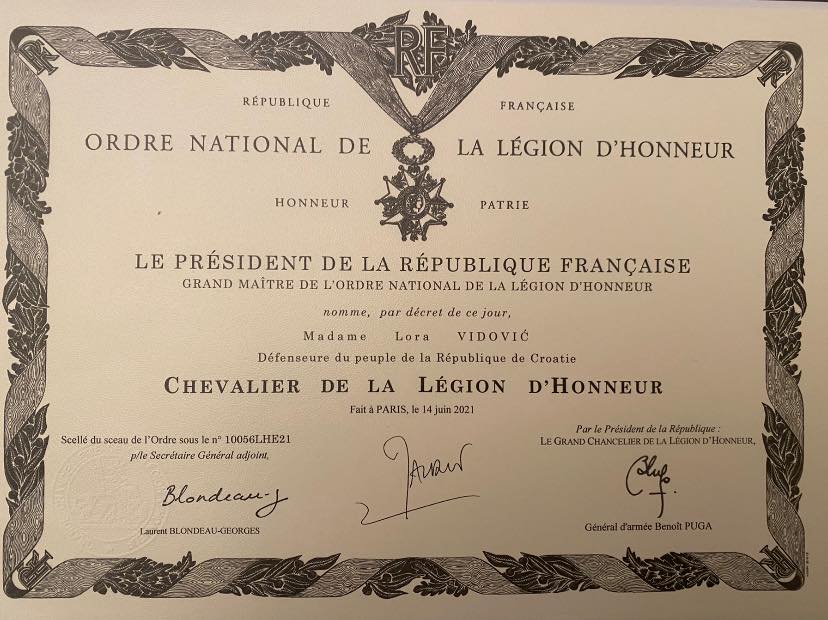 RF
RÉPUBLIQUE FRANÇAISE
ORDRE NATIONAL DE LA LÉGION D'HONNEUR
HONNEUR PATRIE
LE PRÉSIDENT DE LA RÉPUBLIQUE FRANÇAISE
GRAND MAÎTRE DE L'ORDRE NATIONAL DE LA LÉGION D'HONNEUR
nomme, par décret de ce jour,
Madame Lora VIDOVIĆ
Défenseure du peuple de la République de Croatie
CHEVALIER DE LA LÉGION D'HONNEUR
Fait à PARIS, le 14 juin 2021
Scellé du sceau de l'Ordre sous le n° 10056LHE21
p/le Secrétaire Général adjoint,
Blondeau-J
Laurent BLONDEAU-GEORGES
Par le Président de la République :
LE GRAND CHANCELIER DE LA LÉGION D'HONNEUR,
Général d'armée Benoît PUGA